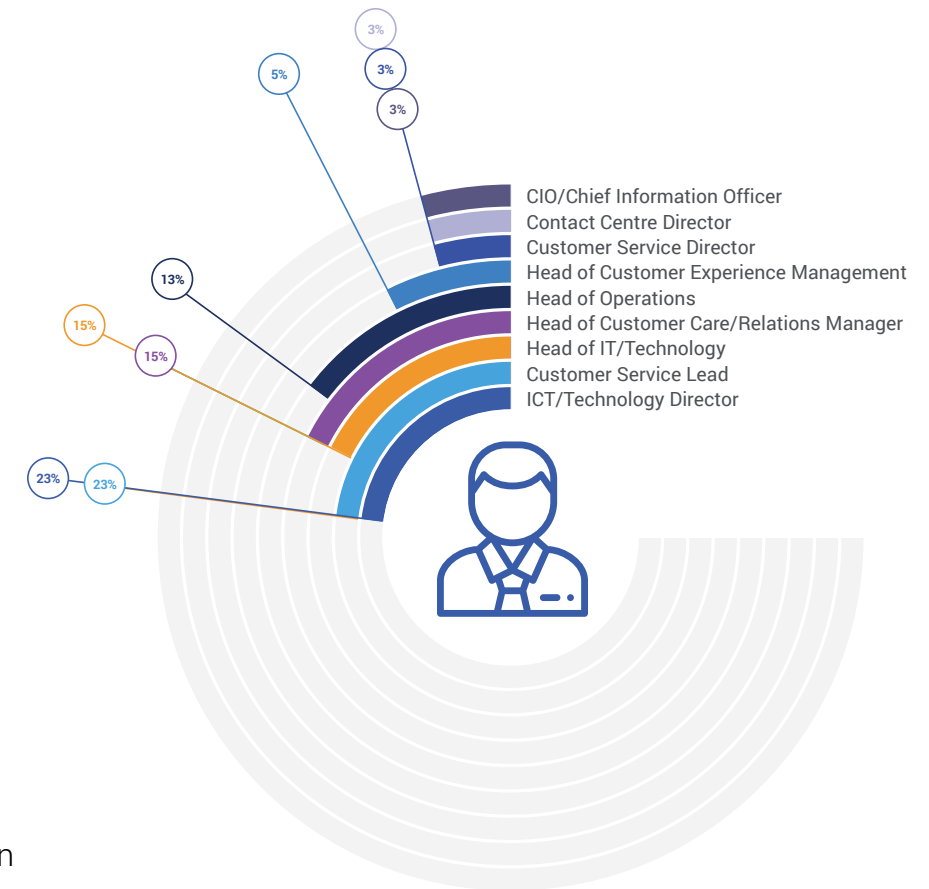 3%
3%
5%
3%
CIO/Chief Information Officer
Contact Centre Director
Customer Service Director
Head of Customer Experience Management
13%
Head of Operations
15%
Head of Customer Care/Relations Manager
15%
Head of IT/Technology
Customer Service Lead
ICT/Technology Director
23%
23%
n